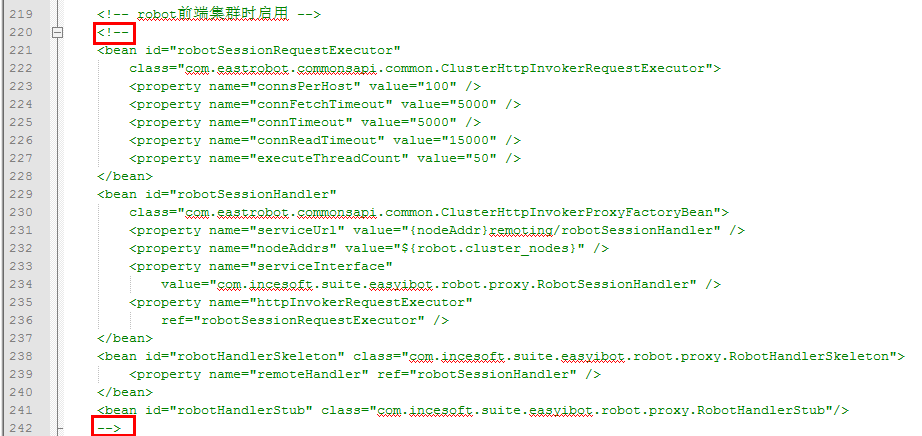 219 <!-- robot前端集群时启用 -->
220 <!--
221 <bean id="robotSessionRequestExecutor"
222 class="com.eastrobot.commonsapi.common.ClusterHttpInvokerRequestExecutor">
223 <property name="connsPerHost" value="100" />
224 <property name="connFetchTimeout" value="5000" />
225 <property name="connTimeout" value="5000" />
226 <property name="connReadTimeout" value="15000" />
227 <property name="executeThreadCount" value="50" />
228 </bean>
229 <bean id="robotSessionHandler"
230 class="com.eastrobot.commonsapi.common.ClusterHttpInvokerProxyFactoryBean">
231 <property name="serviceUrl" value="{nodeAddr}remoting/robotSessionHandler" />
232 <property name="nodeAddrs" value="${robot.cluster_nodes}" />
233 <property name="serviceInterface"
234 value="com.incesoft.suite.easyibot.robot.proxy.RobotSessionHandler" />
235 <property name="httpInvokerRequestExecutor"
236 ref="robotSessionRequestExecutor" />
237 </bean>
238 <bean id="robotHandlerSkeleton" class="com.incesoft.suite.easyibot.robot.proxy.RobotHandlerSkeleton">
239 <property name="remoteHandler" ref="robotSessionHandler" />
240 </bean>
241 <bean id="robotHandlerStub" class="com.incesoft.suite.easyibot.robot.proxy.RobotHandlerStub"/>
242 -->